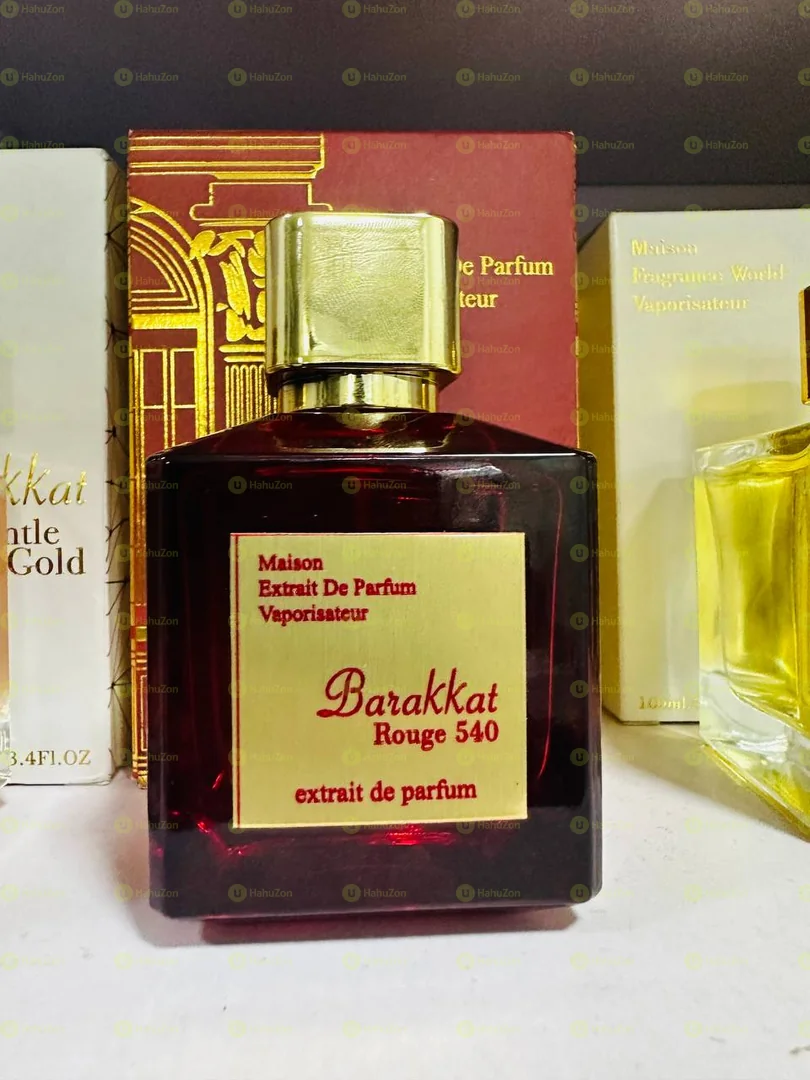 De Parfum
teur
Maison
Fragrance World
Vaporisateur
kkat
ntle
Gold
3.4Fl.OZ
Maison
Extrait De Parfum
Vaporisateur
Barakkat
Rouge 540
extrait de parfum
HahuZon